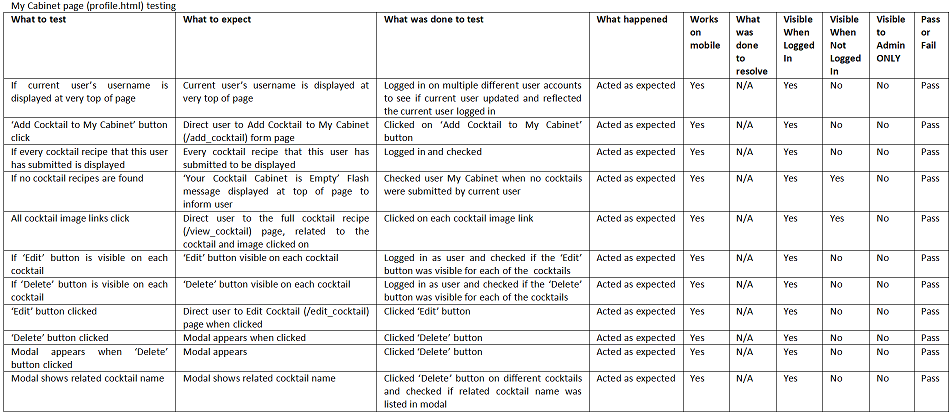 My Cabinet page (profile.html) testing
What to test | What to expect | What was done to test | What happened | Works on mobile | What was done to resolve | Visible When Logged In | Visible When Not Logged In | Visible to Admin ONLY | Pass or Fail
If current user's username is displayed at very top of page | Current user's username is displayed at very top of page | Logged in on multiple different user accounts to see if current user updated and reflected the current user logged in | Acted as expected | Yes | N/A | Yes | No | No | Pass
‘Add Cocktail to My Cabinet’ button click | Direct user to Add Cocktail to My Cabinet (/add_cocktail) form page | Clicked on ‘Add Cocktail to My Cabinet’ button | Acted as expected | Yes | N/A | Yes | No | No | Pass
If every cocktail recipe that this user has submitted is displayed | Every cocktail recipe that this user has submitted to be displayed | Logged in and checked | Acted as expected | Yes | N/A | Yes | No | No | Pass
If no cocktail recipes are found | ‘Your Cocktail Cabinet is Empty’ Flash message displayed at top of page to inform user | Checked user My Cabinet when no cocktails were submitted by current user | Acted as expected | Yes | N/A | Yes | Yes | No | Pass
All cocktail image links click | Direct user to the full cocktail recipe (/view_cocktail) page, related to the cocktail and image clicked on | Clicked on each cocktail image link | Acted as expected | Yes | N/A | Yes | Yes | No | Pass
If ‘Edit’ button is visible on each cocktail | ‘Edit’ button visible on each cocktail | Logged in as user and checked if the ‘Edit’ button was visible for each of the cocktails | Acted as expected | Yes | N/A | Yes | No | No | Pass
If ‘Delete’ button is visible on each cocktail | ‘Delete’ button visible on each cocktail | Logged in as user and checked if the ‘Delete’ button was visible for each of the cocktails | Acted as expected | Yes | N/A | Yes | No | No | Pass
‘Edit’ button clicked | Direct user to Edit Cocktail (/edit_cocktail) page when clicked | Clicked ‘Edit’ button | Acted as expected | Yes | N/A | Yes | No | No | Pass
‘Delete’ button clicked | Modal appears when clicked | Clicked ‘Delete’ button | Acted as expected | Yes | N/A | Yes | No | No | Pass
Modal appears when ‘Delete’ button clicked | Modal appears | Clicked ‘Delete’ button | Acted as expected | Yes | N/A | Yes | No | No | Pass
Modal shows related cocktail name | Modal shows related cocktail name | Clicked ‘Delete’ button on different cocktails and checked if related cocktail name was listed in modal | Acted as expected | Yes | N/A | Yes | No | No | Pass